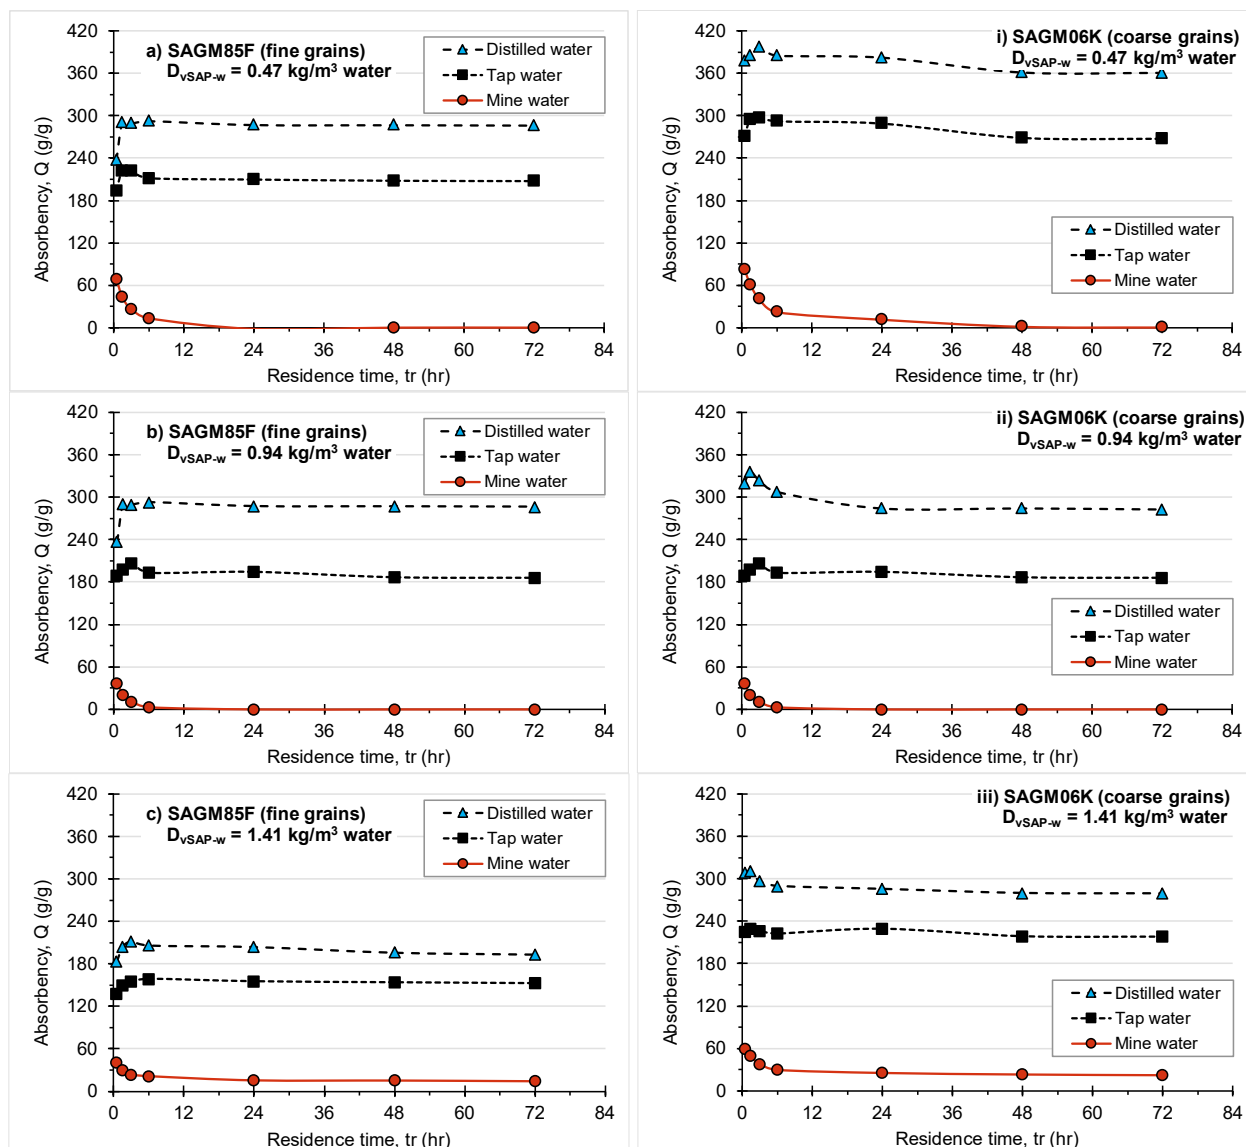 a) SAGM85F (fine grains)
DvSAP-w = 0.47 kg/m³ water
Distilled water
Tap water
Mine water
Absorbency, Q (g/g)
420
360
300
240
180
120
60
0
0 12 24 36 48 60 72 84
Residence time, tr (hr)
i) SAGM06K (coarse grains)
DvSAP-w = 0.47 kg/m³ water
Distilled water
Tap water
Mine water
Absorbency, Q (g/g)
420
360
300
240
180
120
60
0
0 12 24 36 48 60 72 84
Residence time, tr (hr)
b) SAGM85F (fine grains)
DvSAP-w = 0.94 kg/m³ water
Distilled water
Tap water
Mine water
Absorbency, Q (g/g)
420
360
300
240
180
120
60
0
0 12 24 36 48 60 72 84
Residence time, tr (hr)
ii) SAGM06K (coarse grains)
DvSAP-w = 0.94 kg/m³ water
Distilled water
Tap water
Mine water
Absorbency, Q (g/g)
420
360
300
240
180
120
60
0
0 12 24 36 48 60 72 84
Residence time, tr (hr)
c) SAGM85F (fine grains)
DvSAP-w = 1.41 kg/m³ water
Distilled water
Tap water
Mine water
Absorbency, Q (g/g)
420
360
300
240
180
120
60
0
0 12 24 36 48 60 72 84
Residence time, tr (hr)
iii) SAGM06K (coarse grains)
DvSAP-w = 1.41 kg/m³ water
Distilled water
Tap water
Mine water
Absorbency, Q (g/g)
420
360
300
240
180
120
60
0
0 12 24 36 48 60 72 84
Residence time, tr (hr)